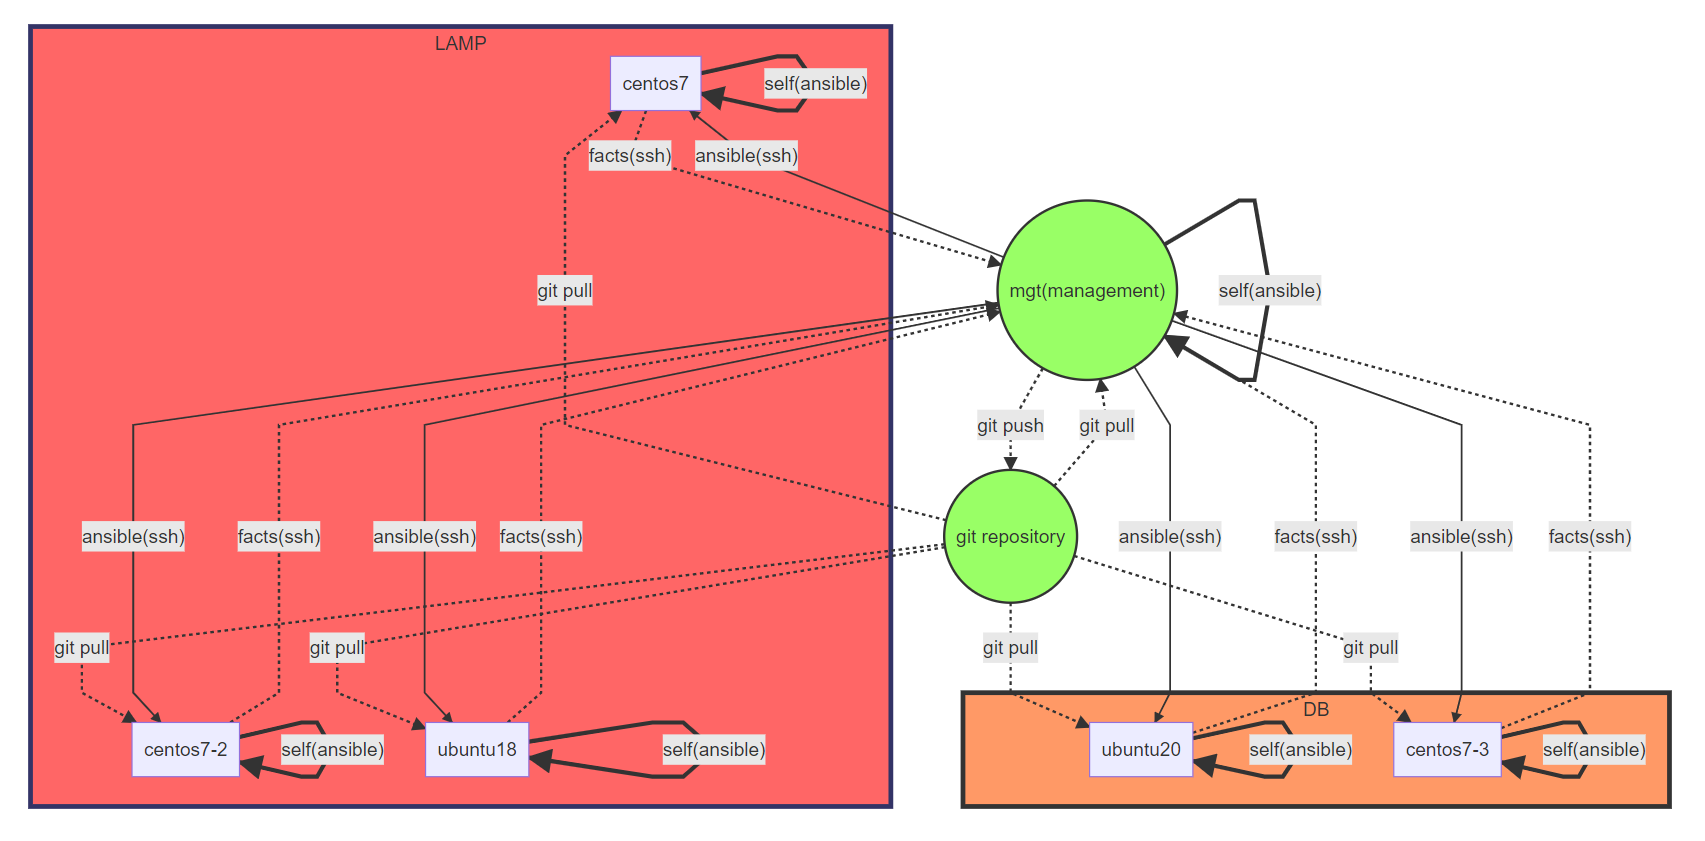 LAMP
centos7
self(ansible)
facts(ssh)
ansible(ssh)
git pull
mgt(management)
self(ansible)
git push
git pull
ansible(ssh)
facts(ssh)
ansible(ssh)
facts(ssh)
git repository
ansible(ssh)
facts(ssh)
ansible(ssh)
facts(ssh)
git pull
git pull
git pull
git pull
DB
centos7-2
self(ansible)
ubuntu18
self(ansible)
ubuntu20
self(ansible)
centos7-3
self(ansible)